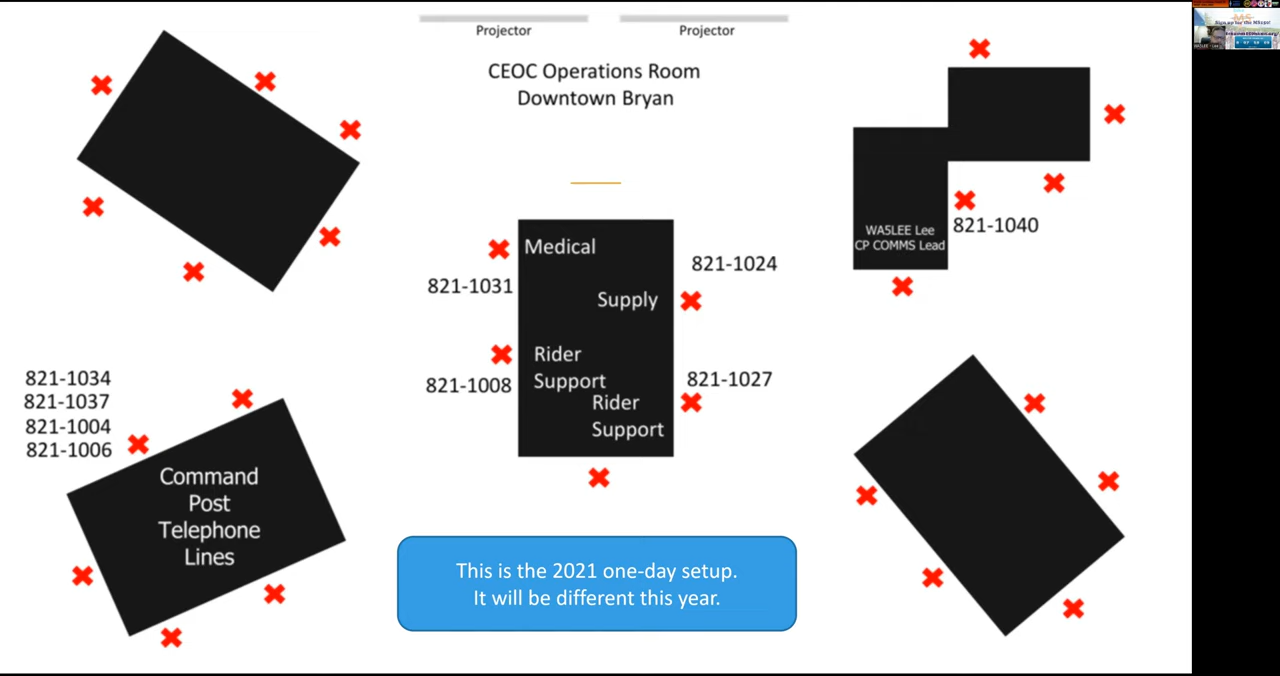 Projector
Projector
CEOC Operations Room
Downtown Bryan
WA5LEE Lee
CP COMMS Lead
821-1040
Medical
821-1031
821-1024
Supply
Rider
Support
821-1008
821-1027
Rider
Support
821-1034
821-1037
821-1004
821-1006
Command
Post
Telephone
Lines
This is the 2021 one-day setup.
It will be different this year.